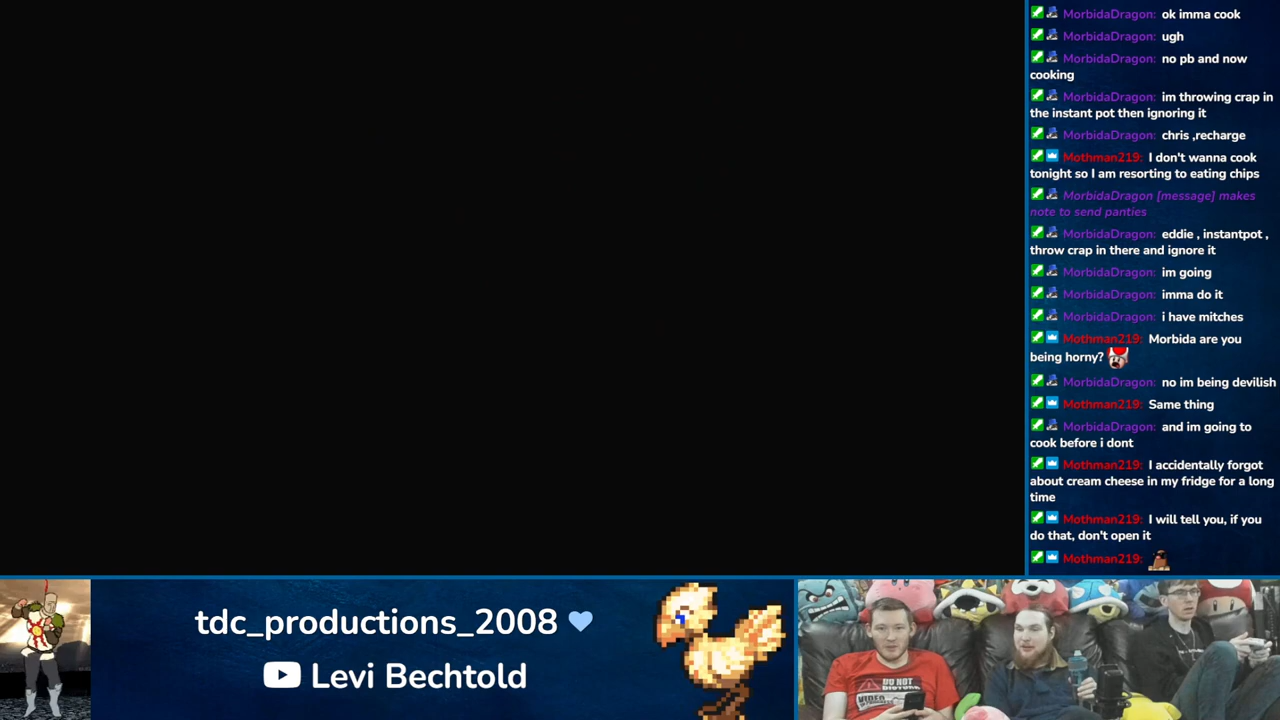 MorbidaDragon: ok imma cook
MorbidaDragon: ugh
MorbidaDragon: no pb and now
cooking
MorbidaDragon: im throwing crap in
the instant pot then ignoring it
MorbidaDragon: chris ,recharge
Mothman219: I don't wanna cook
tonight so I am resorting to eating chips
MorbidaDragon [message] makes
note to send panties
MorbidaDragon: eddie , instantpot ,
throw crap in there and ignore it
MorbidaDragon: im going
MorbidaDragon: imma do it
MorbidaDragon: i have mitches
Mothman219: Morbida are you
being horny?
MorbidaDragon: no im being devilish
Mothman219: Same thing
MorbidaDragon: and im going to
cook before i dont
Mothman219: I accidentally forgot
about cream cheese in my fridge for a long
time
Mothman219: I will tell you, if you
do that, don't open it
Mothman219:
tdc_productions_2008
Levi Bechtold
DO NOT
DISTURB
VIDEO